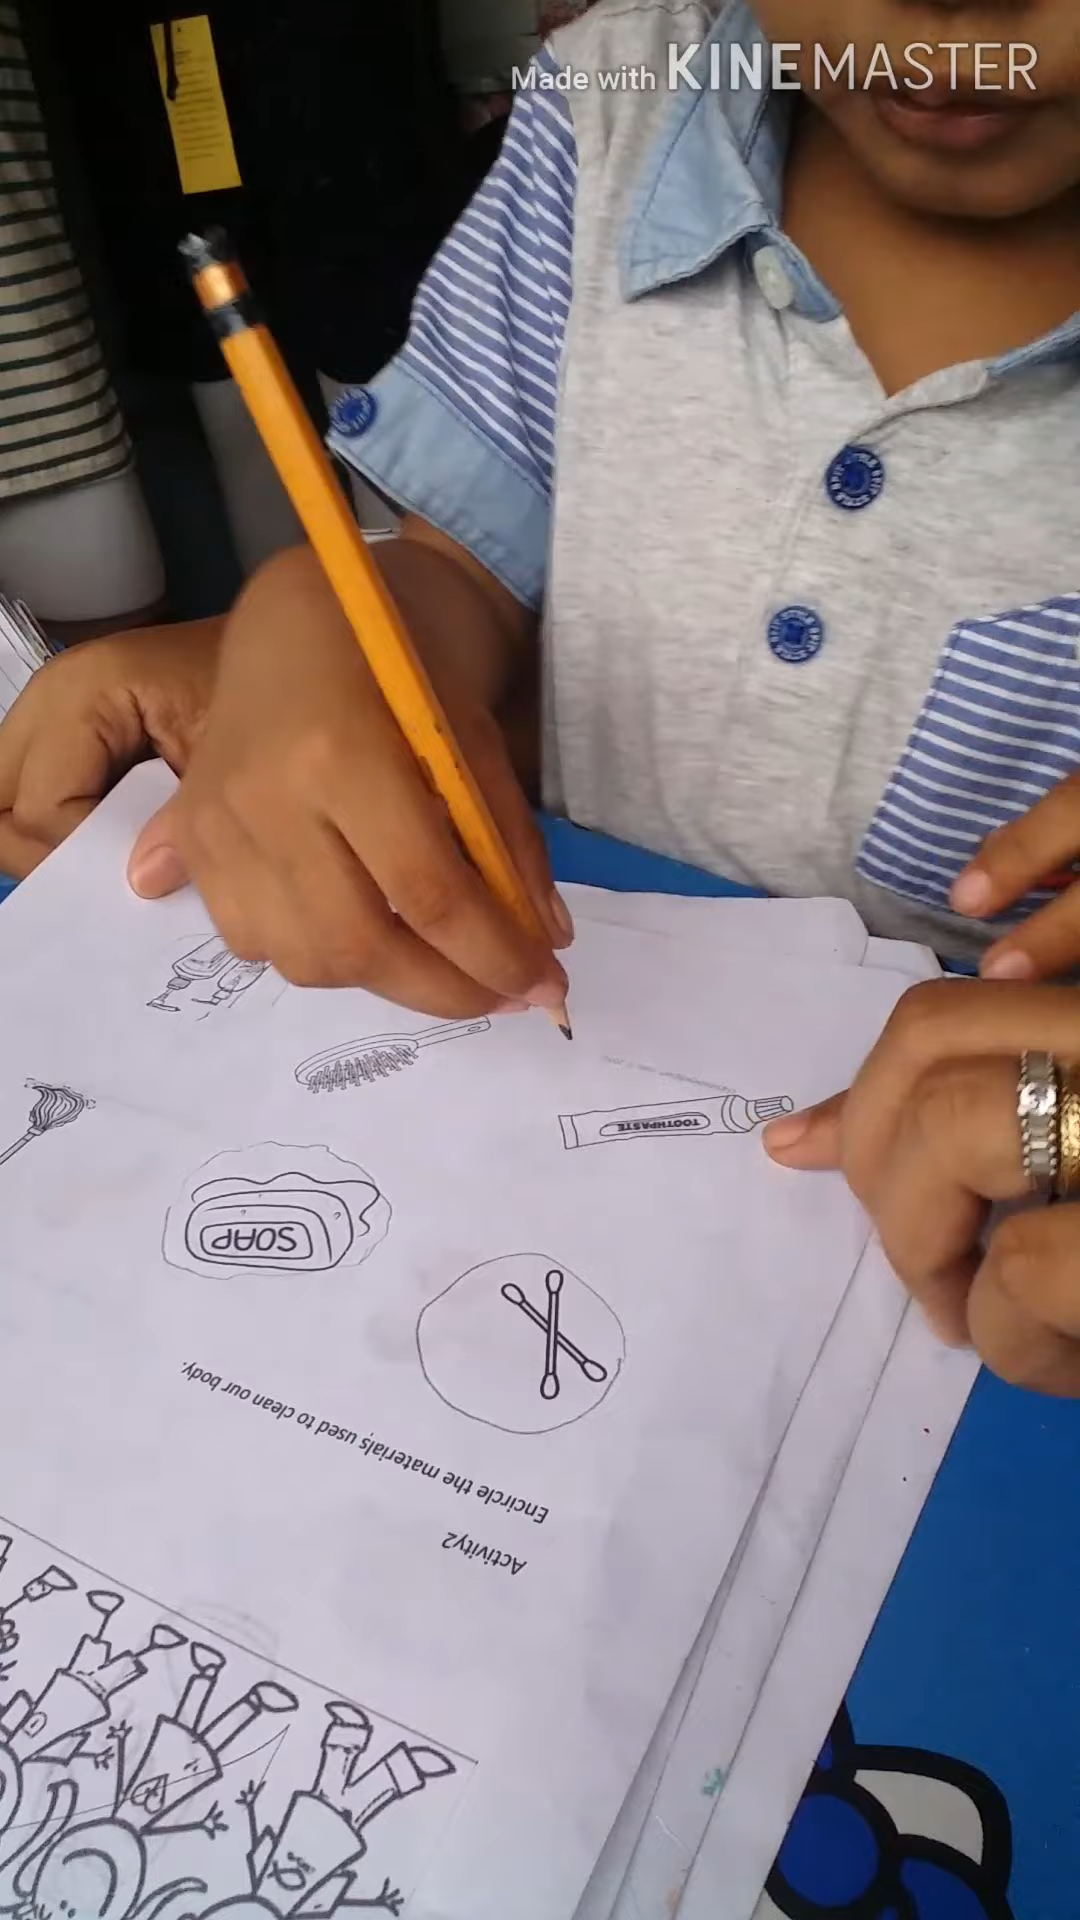 Made with KINEMASTER
Activity2
Encircle the materials used to clean our body.
SOAP
TOOTHPASTE